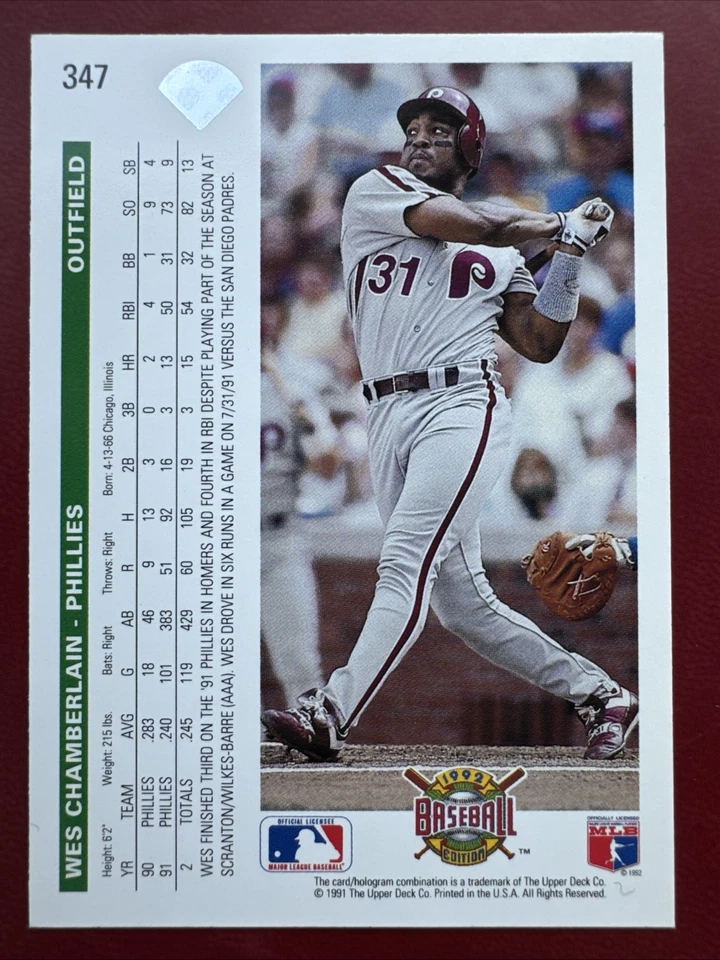 347
WES CHAMBERLAIN - PHILLIES OUTFIELD
Height: 6'2" Weight: 215 lbs. Bats: Right Throws: Right Born: 4-13-66 Chicago, Illinois
YR TEAM AVG G AB R H 2B 3B HR RBI BB SO SB
90 PHILLIES .283 18 46 9 13 3 0 2 4 1 9 4
91 PHILLIES .240 101 383 51 92 16 3 13 50 31 73 9
2 TOTALS .245 119 429 60 105 19 3 15 54 32 82 13
WES FINISHED THIRD ON THE '91 PHILLIES IN HOMERS AND FOURTH IN RBI DESPITE PLAYING PART OF THE SEASON AT
SCRANTON/WILKES-BARRE (AAA). WES DROVE IN SIX RUNS IN A GAME ON 7/31/91 VERSUS THE SAN DIEGO PADRES.
P
31 P
1992
BASEBALL
EDITION
TM
OFFICIAL LICENSEE
MAJOR LEAGUE BASEBALL
OFFICIALLY LICENSED
MLB
© 1992
The card/hologram combination is a trademark of The Upper Deck Co.
© 1991 The Upper Deck Co. Printed in the U.S.A. All Rights Reserved.
2